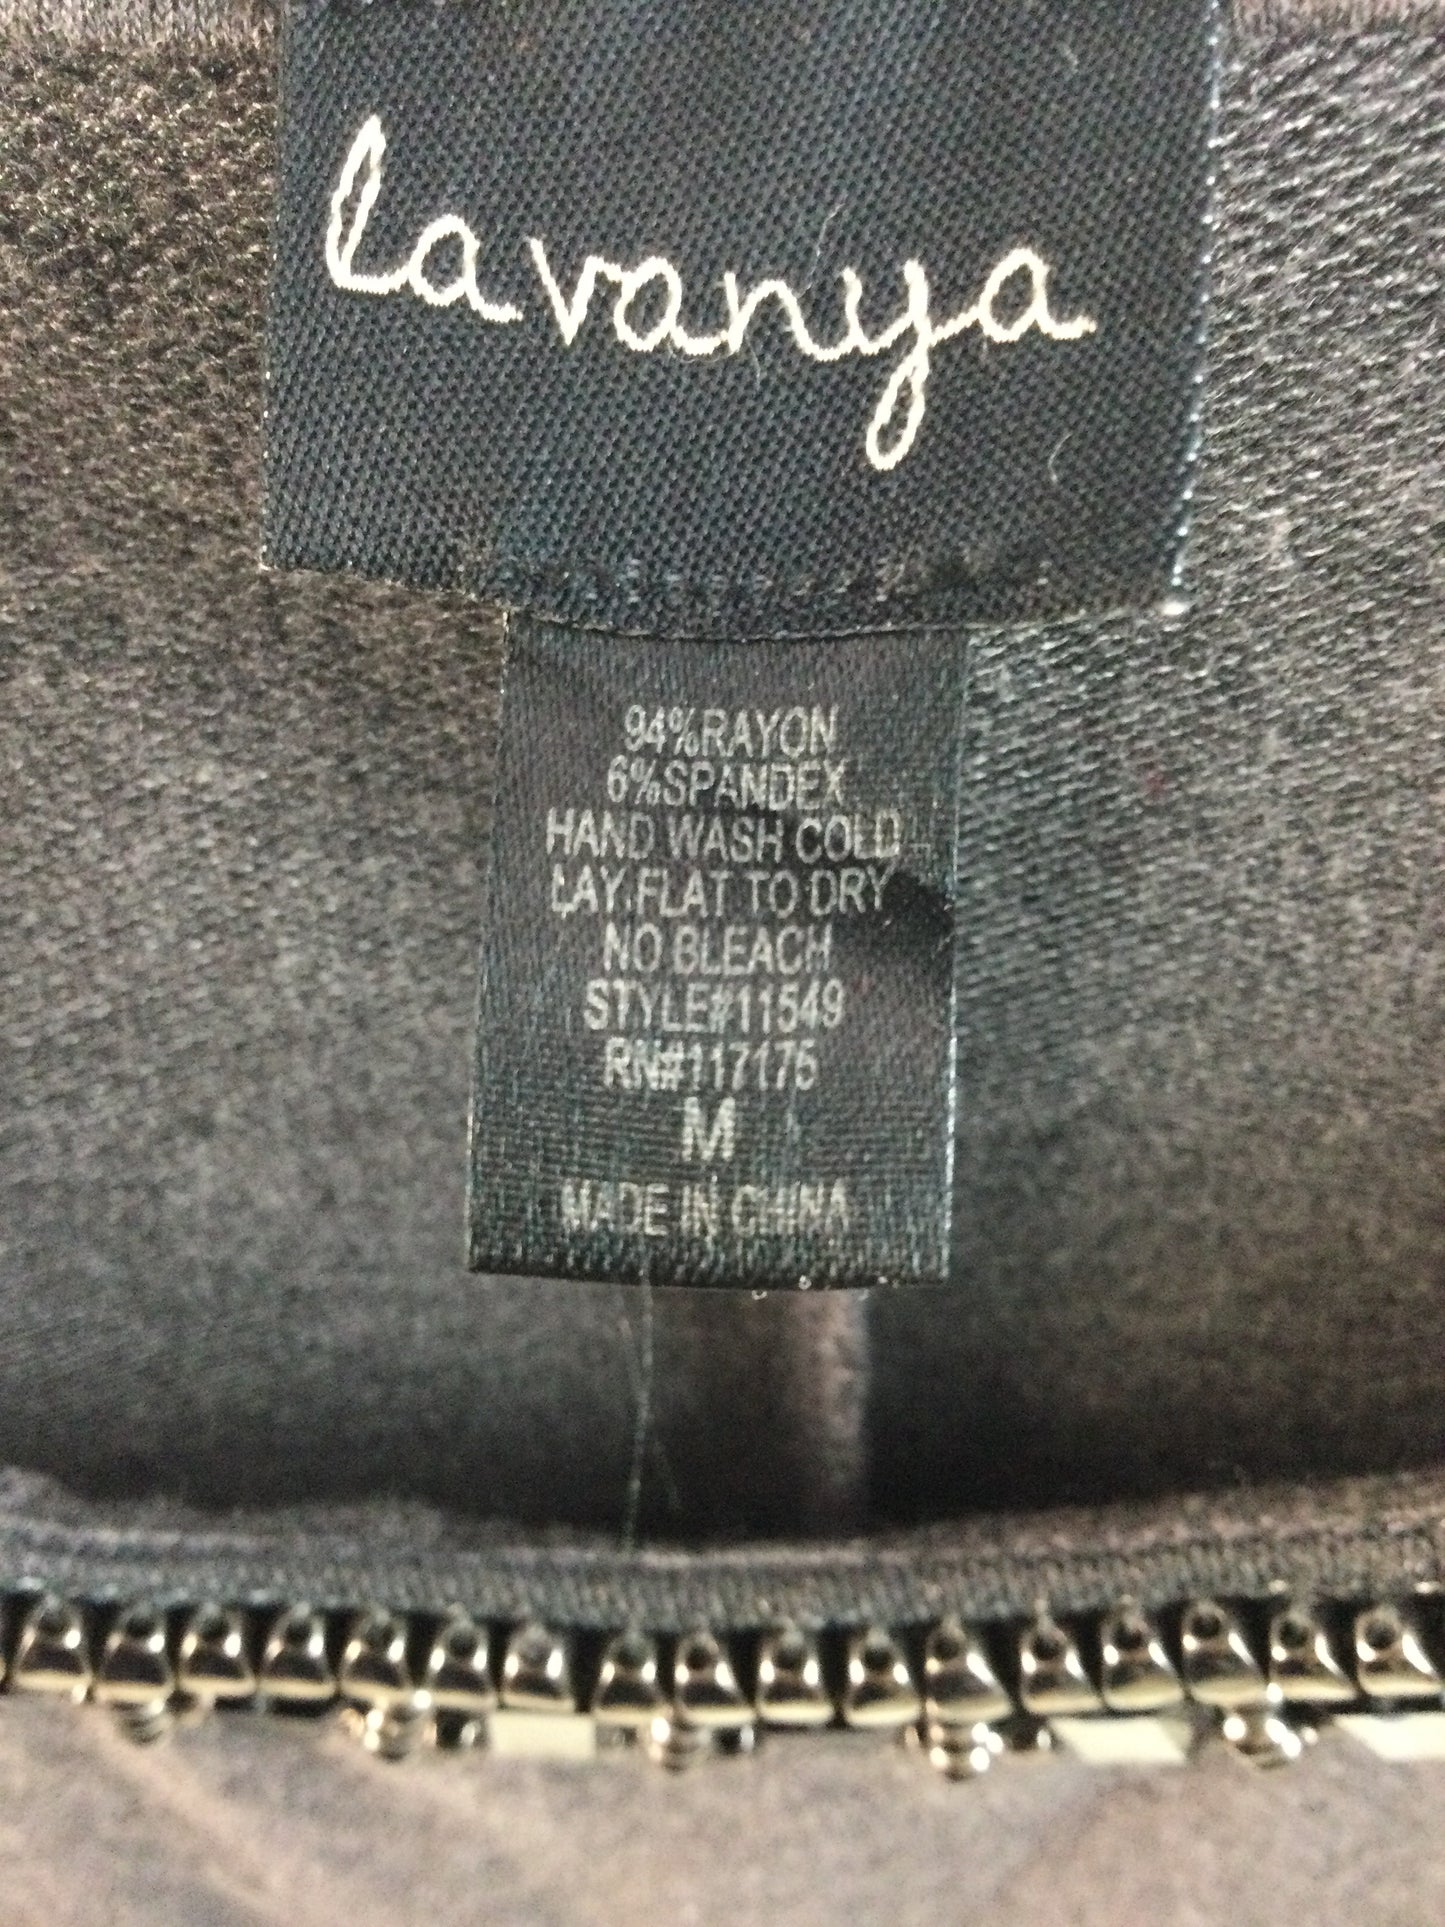 lavanya
94%RAYON
6%SPANDEX
HAND WASH COLD
LAY FLAT TO DRY
NO BLEACH
STYLE#11549
RN#117175
M
MADE IN CHINA